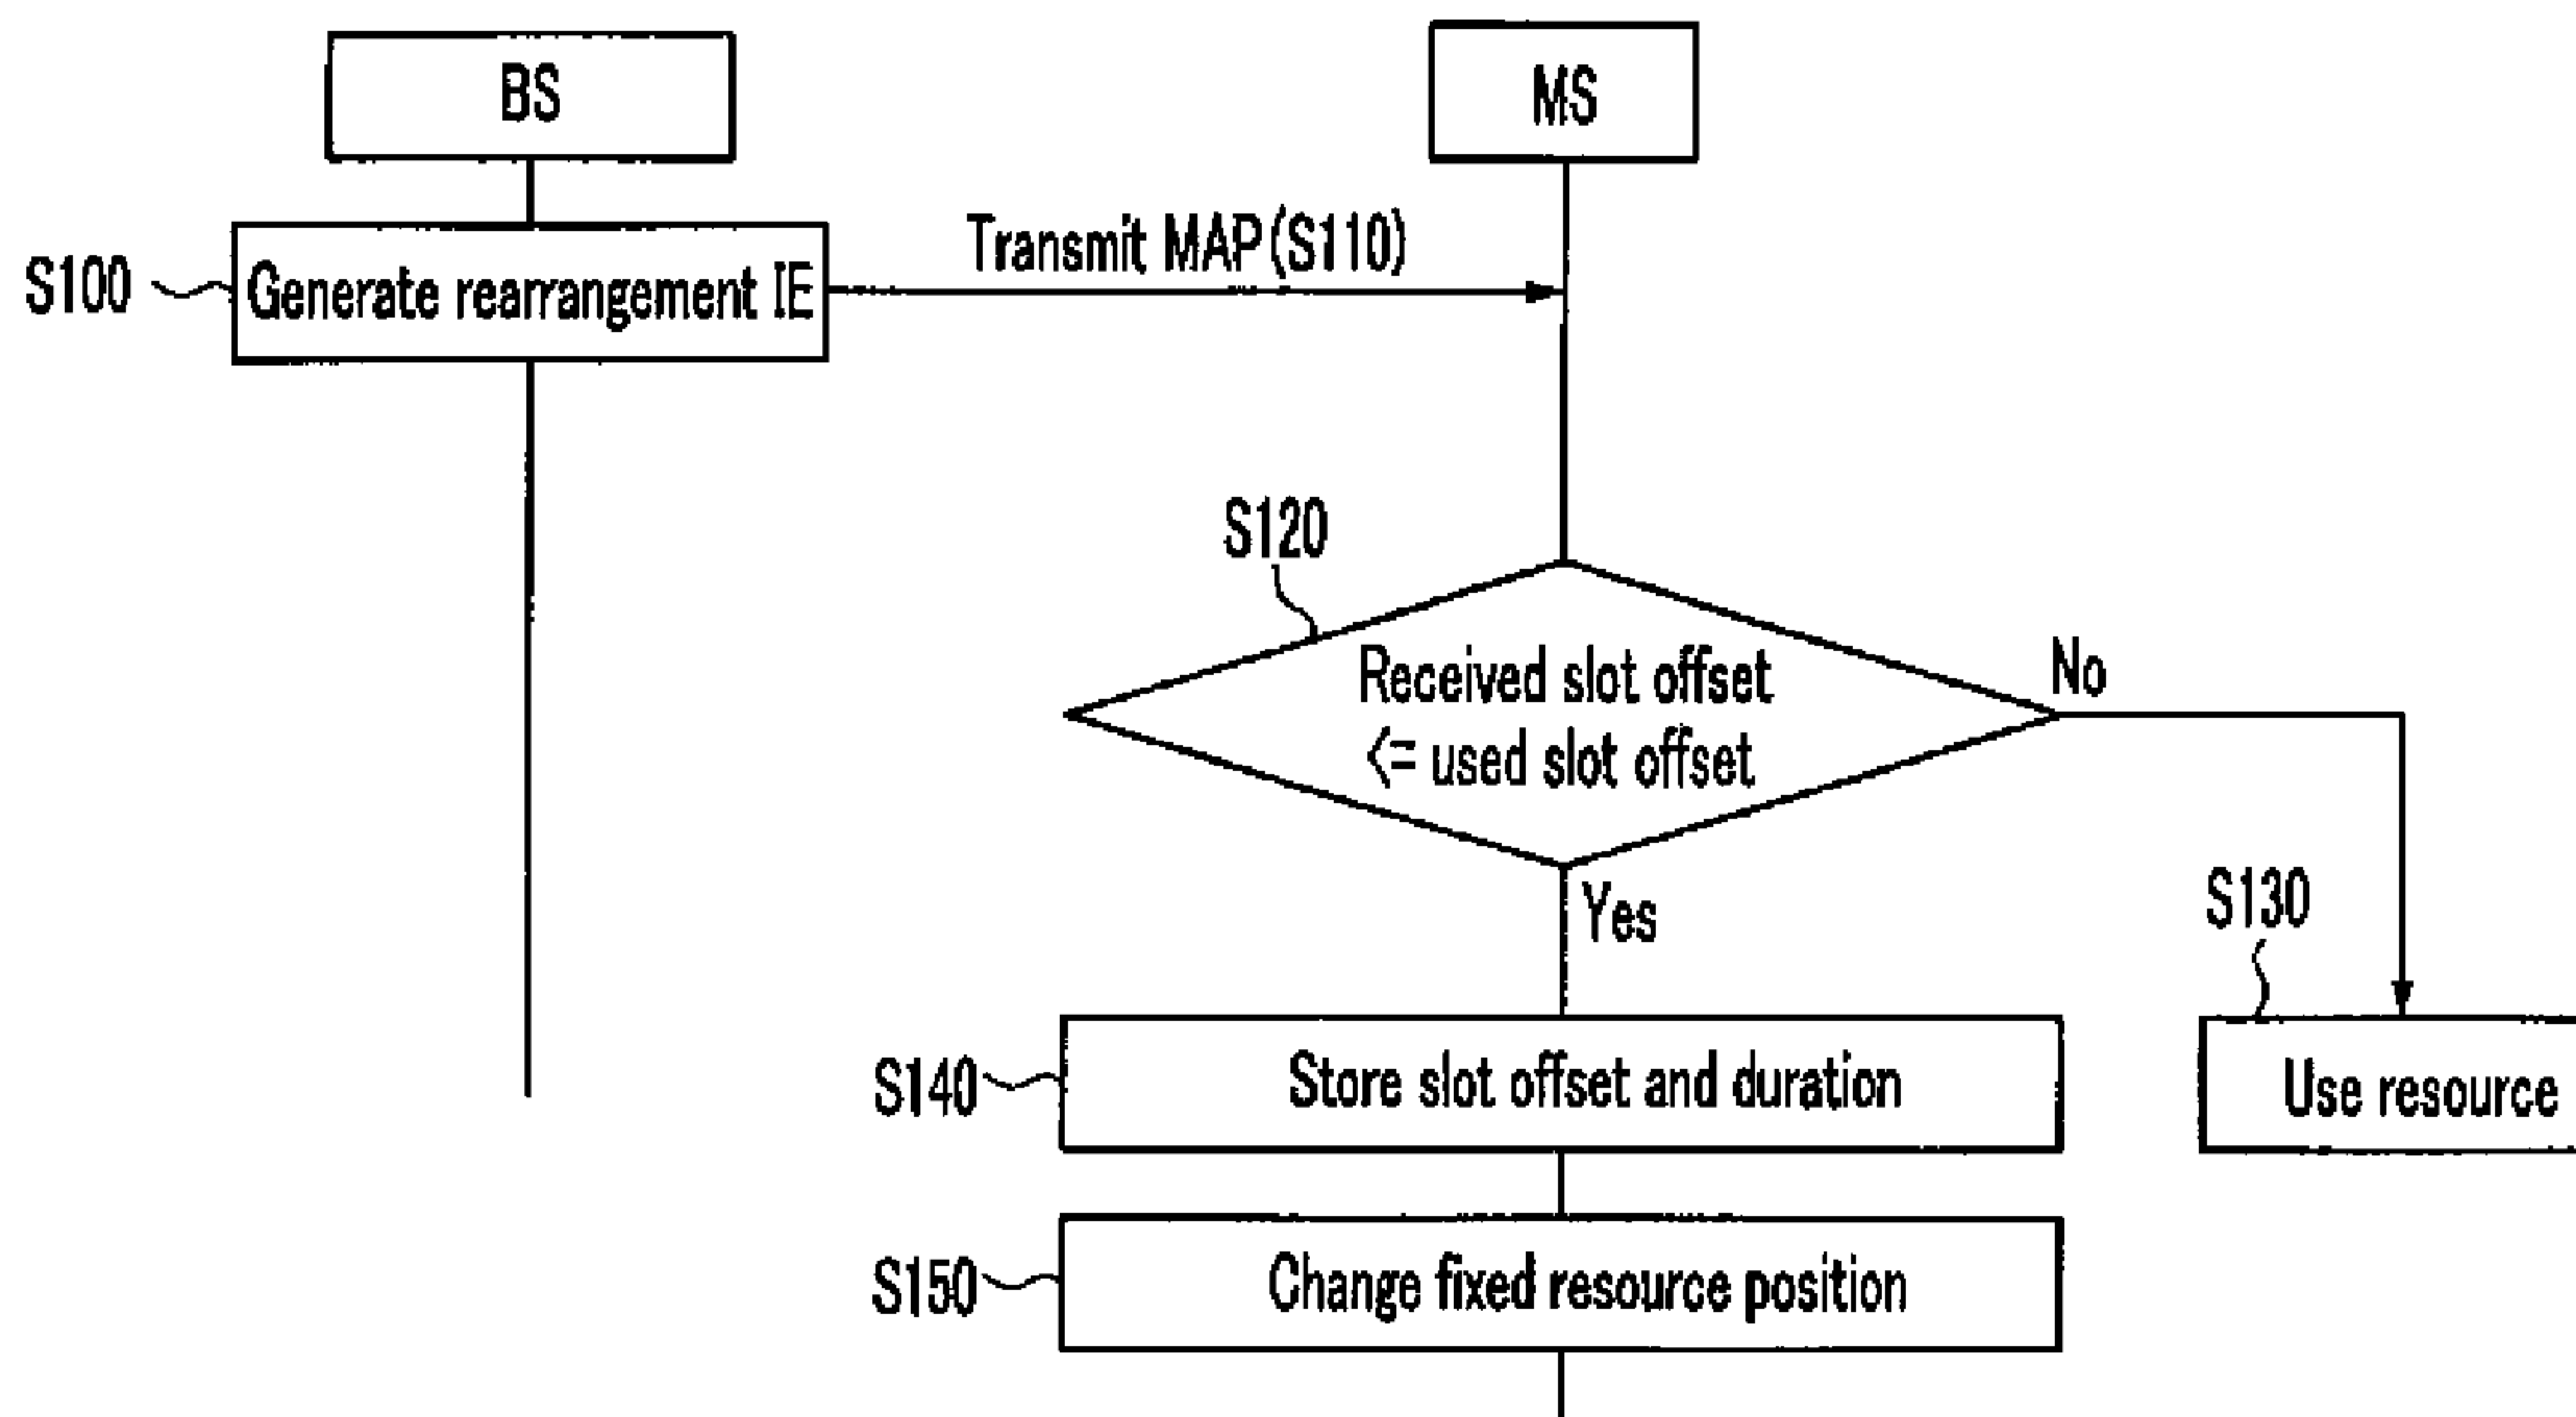 BS
MS
S100
Generate rearrangement IE
Transmit MAP(S110)
S120
Received slot offset
<= used slot offset
No
Yes
S130
Use resource
S140
Store slot offset and duration
S150
Change fixed resource position